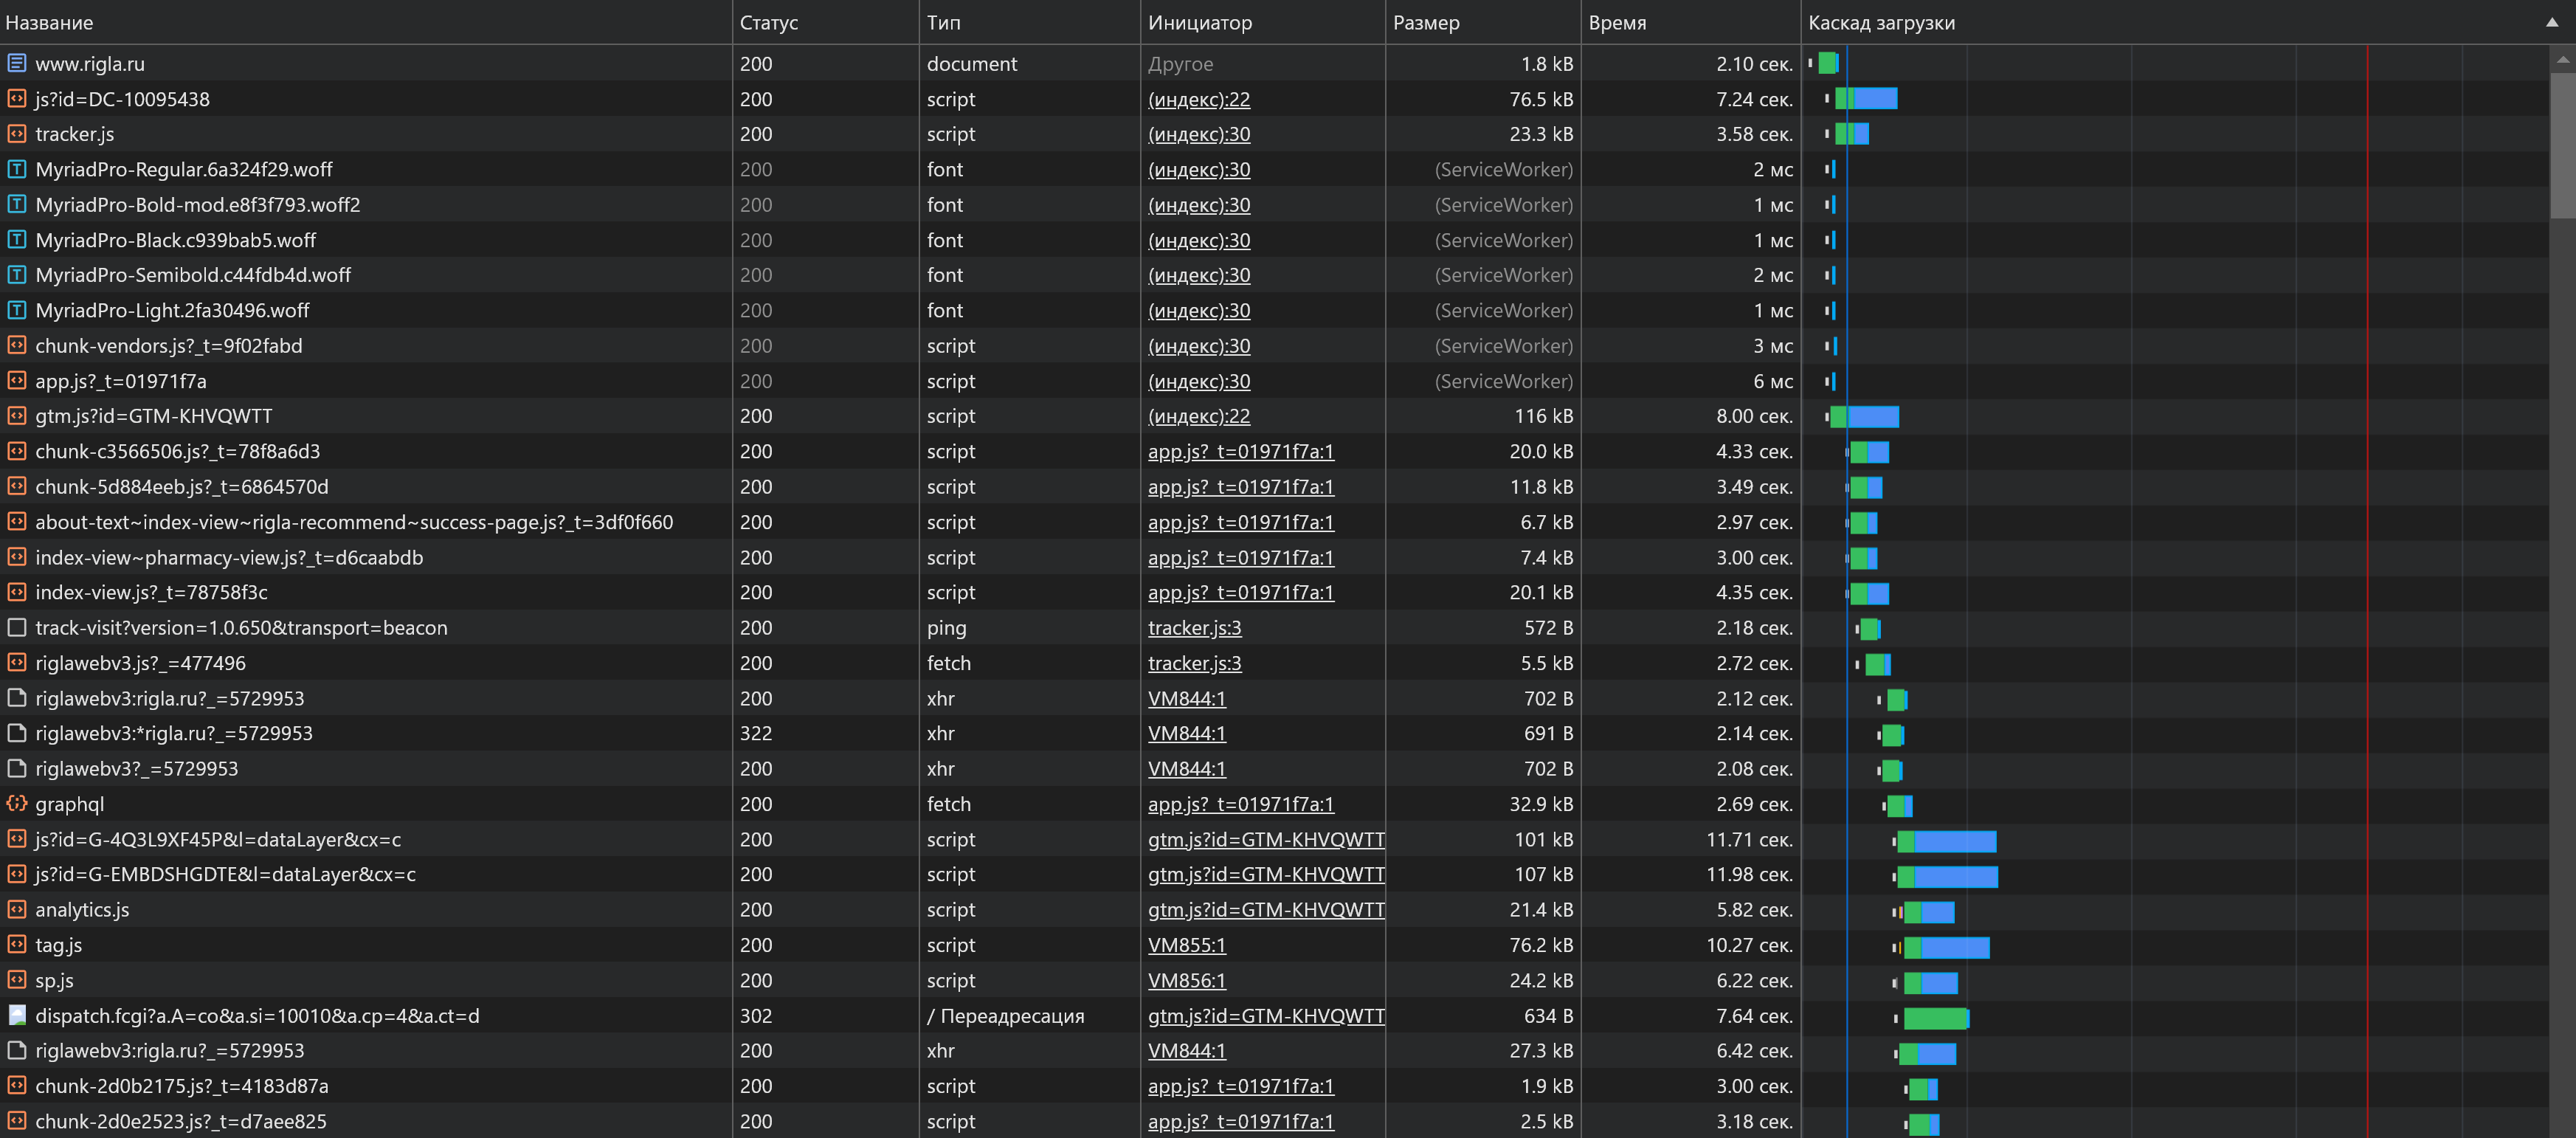 Название Статус Тип Инициатор Размер Время Каскад загрузки
www.rigla.ru 200 document Другое 1.8 kB 2.10 сек.
js?id=DC-10095438 200 script (индекс):22 76.5 kB 7.24 сек.
tracker.js 200 script (индекс):30 23.3 kB 3.58 сек.
MyriadPro-Regular.6a324f29.woff 200 font (индекс):30 (ServiceWorker) 2 мс
MyriadPro-Bold-mod.e8f3f793.woff2 200 font (индекс):30 (ServiceWorker) 1 мс
MyriadPro-Black.c939bab5.woff 200 font (индекс):30 (ServiceWorker) 1 мс
MyriadPro-Semibold.c44fdb4d.woff 200 font (индекс):30 (ServiceWorker) 2 мс
MyriadPro-Light.2fa30496.woff 200 font (индекс):30 (ServiceWorker) 1 мс
chunk-vendors.js?_t=9f02fabd 200 script (индекс):30 (ServiceWorker) 3 мс
app.js?_t=01971f7a 200 script (индекс):30 (ServiceWorker) 6 мс
gtm.js?id=GTM-KHVQWTT 200 script (индекс):22 116 kB 8.00 сек.
chunk-c3566506.js?_t=78f8a6d3 200 script app.js?_t=01971f7a:1 20.0 kB 4.33 сек.
chunk-5d884eeb.js?_t=6864570d 200 script app.js?_t=01971f7a:1 11.8 kB 3.49 сек.
about-text~index-view~rigla-recommend~success-page.js?_t=3df0f660 200 script app.js?_t=01971f7a:1 6.7 kB 2.97 сек.
index-view~pharmacy-view.js?_t=d6caabdb 200 script app.js?_t=01971f7a:1 7.4 kB 3.00 сек.
index-view.js?_t=78758f3c 200 script app.js?_t=01971f7a:1 20.1 kB 4.35 сек.
track-visit?version=1.0.650&transport=beacon 200 ping tracker.js:3 572 B 2.18 сек.
riglawebv3.js?_=477496 200 fetch tracker.js:3 5.5 kB 2.72 сек.
riglawebv3:rigla.ru?_=5729953 200 xhr VM844:1 702 B 2.12 сек.
riglawebv3:*rigla.ru?_=5729953 322 xhr VM844:1 691 B 2.14 сек.
riglawebv3?_=5729953 200 xhr VM844:1 702 B 2.08 сек.
graphql 200 fetch app.js?_t=01971f7a:1 32.9 kB 2.69 сек.
js?id=G-4Q3L9XF45P&l=dataLayer&cx=c 200 script gtm.js?id=GTM-KHVQWTT 101 kB 11.71 сек.
js?id=G-EMBDSHGDTE&l=dataLayer&cx=c 200 script gtm.js?id=GTM-KHVQWTT 107 kB 11.98 сек.
analytics.js 200 script gtm.js?id=GTM-KHVQWTT 21.4 kB 5.82 сек.
tag.js 200 script VM855:1 76.2 kB 10.27 сек.
sp.js 200 script VM856:1 24.2 kB 6.22 сек.
dispatch.fcgi?a.A=co&a.si=10010&a.cp=4&a.ct=d 302 / Переадресация gtm.js?id=GTM-KHVQWTT 634 B 7.64 сек.
riglawebv3:rigla.ru?_=5729953 200 xhr VM844:1 27.3 kB 6.42 сек.
chunk-2d0b2175.js?_t=4183d87a 200 script app.js?_t=01971f7a:1 1.9 kB 3.00 сек.
chunk-2d0e2523.js?_t=d7aee825 200 script app.js?_t=01971f7a:1 2.5 kB 3.18 сек.